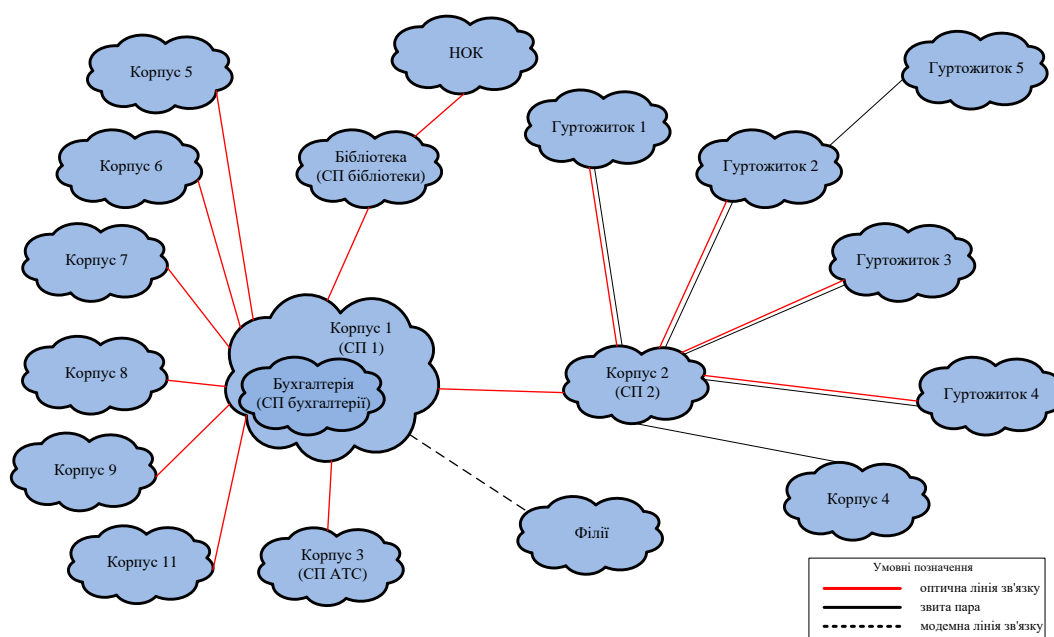 НОК
Корпус 5
Гуртожиток 5
Гуртожиток 1
Корпус 6
Бібліотека
(СП бібліотеки)
Гуртожиток 2
Корпус 7
Гуртожиток 3
Корпус 1
(СП 1)
Корпус 8
Бухгалтерія
(СП бухгалтерії)
Корпус 2
(СП 2)
Гуртожиток 4
Корпус 9
Корпус 4
Філії
Корпус 11
Корпус 3
(СП АТС)
Умовні позначення
оптична лінія зв'язку
звита пара
модемна лінія зв'язку